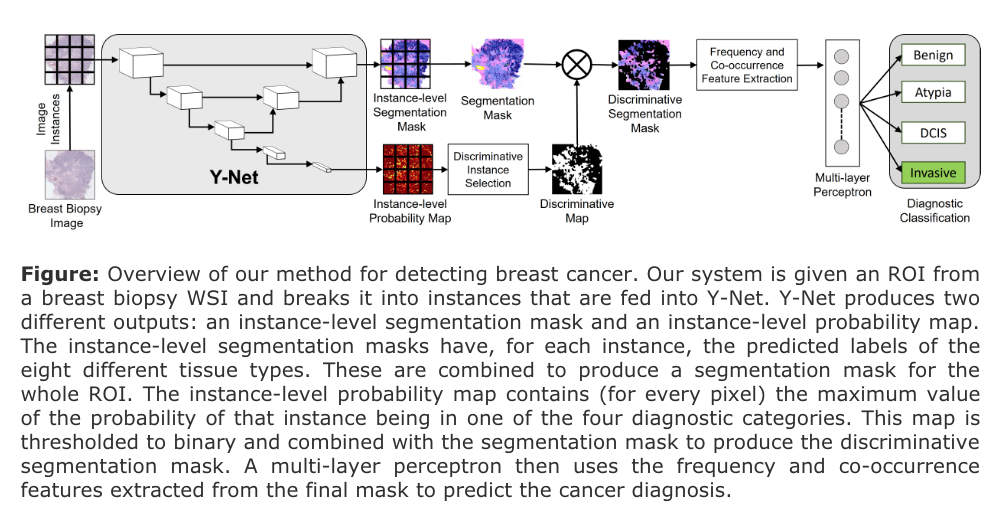 Image
Instances
Breast Biopsy
Image
Y-Net
Instance-level
Segmentation
Mask
Segmentation
Mask
Discriminative
Segmentation
Mask
Frequency and
Co-occurrence
Feature Extraction
Instance-level
Probability Map
Discriminative
Instance
Selection
Discriminative
Map
Multi-layer
Perceptron
Benign
Atypia
DCIS
Invasive
Diagnostic
Classification
Figure: Overview of our method for detecting breast cancer. Our system is given an ROI from
a breast biopsy WSI and breaks it into instances that are fed into Y-Net. Y-Net produces two
different outputs: an instance-level segmentation mask and an instance-level probability map.
The instance-level segmentation masks have, for each instance, the predicted labels of the
eight different tissue types. These are combined to produce a segmentation mask for the
whole ROI. The instance-level probability map contains (for every pixel) the maximum value
of the probability of that instance being in one of the four diagnostic categories. This map is
thresholded to binary and combined with the segmentation mask to produce the discriminative
segmentation mask. A multi-layer perceptron then uses the frequency and co-occurrence
features extracted from the final mask to predict the cancer diagnosis.